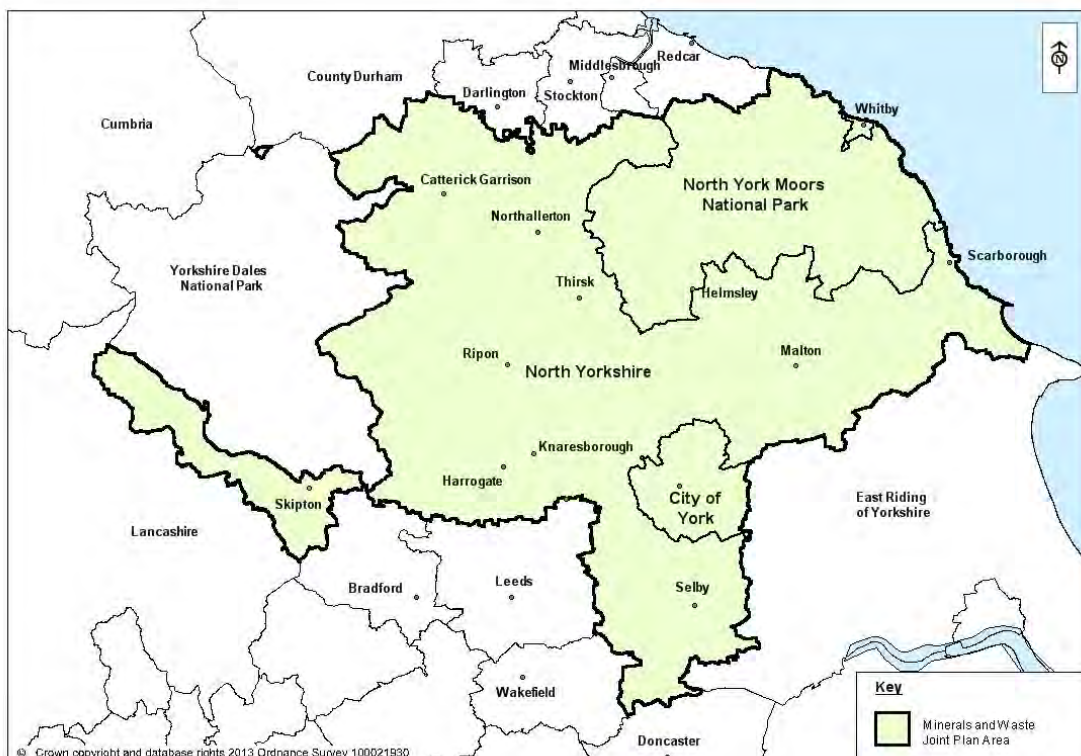 Redcar
Middlesbrough
County Durham
Stockton
Darlington
N
Whitby
Cumbria
Catterick Garrison
North York Moors
National Park
Northallerton
Scarborough
Yorkshire Dales
National Park
Thirsk
Helmsley
Ripon
North Yorkshire
Malton
Knaresborough
Harrogate
City of
York
East Riding
of Yorkshire
Skipton
Lancashire
Bradford
Leeds
Selby
Wakefield
Key
Minerals and Waste
Joint Plan Area
Doncaster
© Crown copyright and database rights 2013 Ordnance Survey 100021930